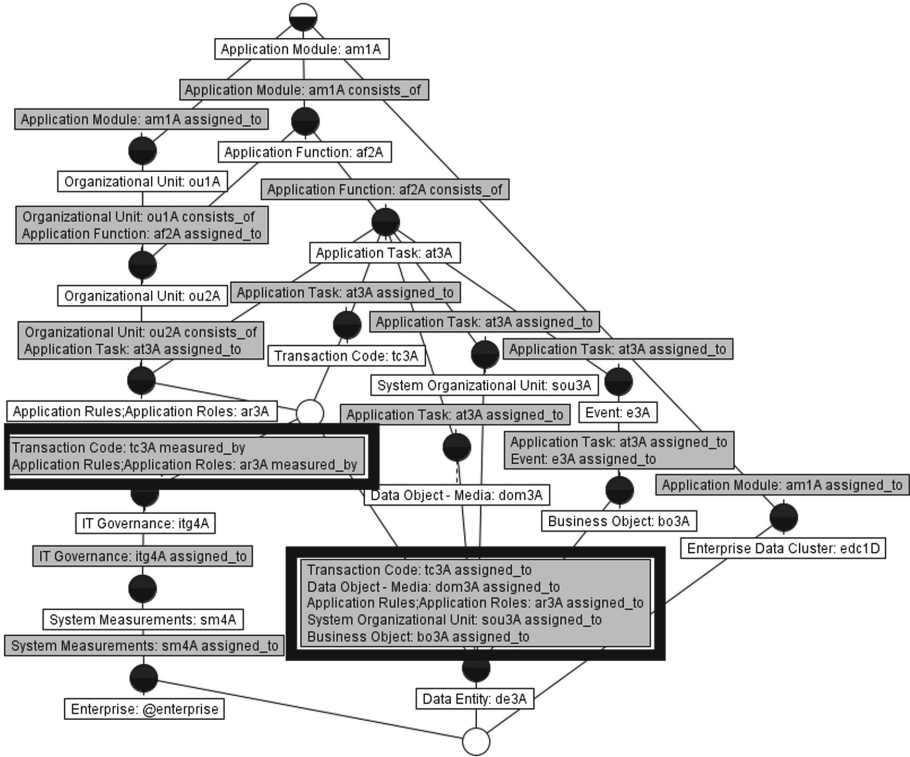 Application Module: am1A
Application Module: am1A consists_of
Application Module: am1A assigned_to
Application Function: af2A
Organizational Unit: ou1A
Application Function: af2A consists_of
Organizational Unit: ou1A consists_of
Application Function: af2A assigned_to
Application Task: at3A
Organizational Unit: ou2A
Application Task: at3A assigned_to
Application Task: at3A assigned_to
Organizational Unit: ou2A consists_of
Application Task: at3A assigned_to
Application Task: at3A assigned_to
Transaction Code: tc3A
System Organizational Unit: sou3A
Application Rules;Application Roles: ar3A
Application Task: at3A assigned_to
Event: e3A
Transaction Code: tc3A measured_by
Application Rules;Application Roles: ar3A measured_by
Application Task: at3A assigned_to
Event: e3A assigned_to
Application Module: am1A assigned_to
Data Object - Media: dom3A
IT Governance: itg4A
Business Object: bo3A
Enterprise Data Cluster: edc1D
IT Governance: itg4A assigned_to
Transaction Code: tc3A assigned_to
Data Object - Media: dom3A assigned_to
Application Rules;Application Roles: ar3A assigned_to
System Organizational Unit: sou3A assigned_to
Business Object: bo3A assigned_to
System Measurements: sm4A
System Measurements: sm4A assigned_to
Data Entity: de3A
Enterprise: @enterprise